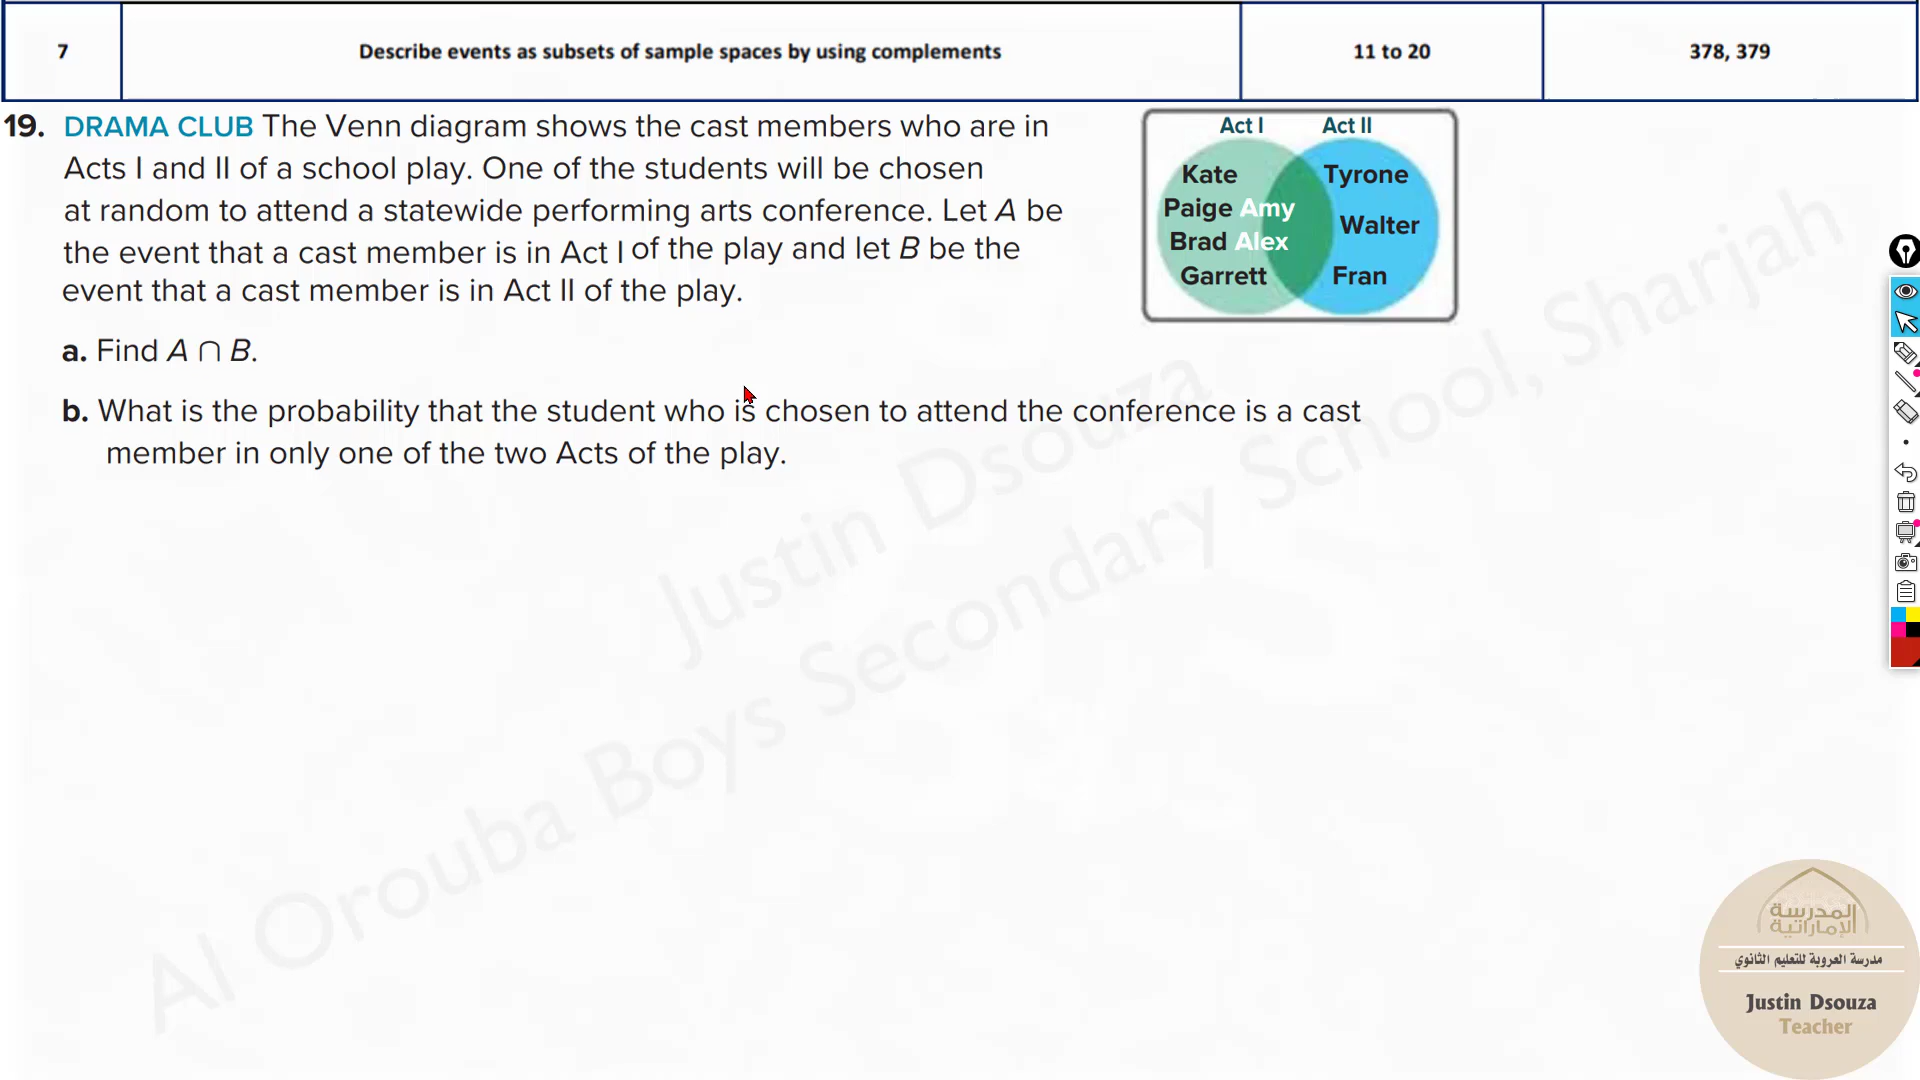 7 Describe events as subsets of sample spaces by using complements 11 to 20 378, 379
19. DRAMA CLUB The Venn diagram shows the cast members who are in
Acts I and II of a school play. One of the students will be chosen
at random to attend a statewide performing arts conference. Let A be
the event that a cast member is in Act I of the play and let B be the
event that a cast member is in Act II of the play.
Act I Act II
Kate Tyrone
Paige Amy
Walter
Brad Alex
Garrett Fran
a. Find A ∩ B.
b. What is the probability that the student who is chosen to attend the conference is a cast
member in only one of the two Acts of the play.
Justin Dsouza
Al Orouba Boys Secondary School, Sharjah
المدرسة
الإماراتية
مدرسة العروبة للتعليم الثانوي
Justin Dsouza
Teacher